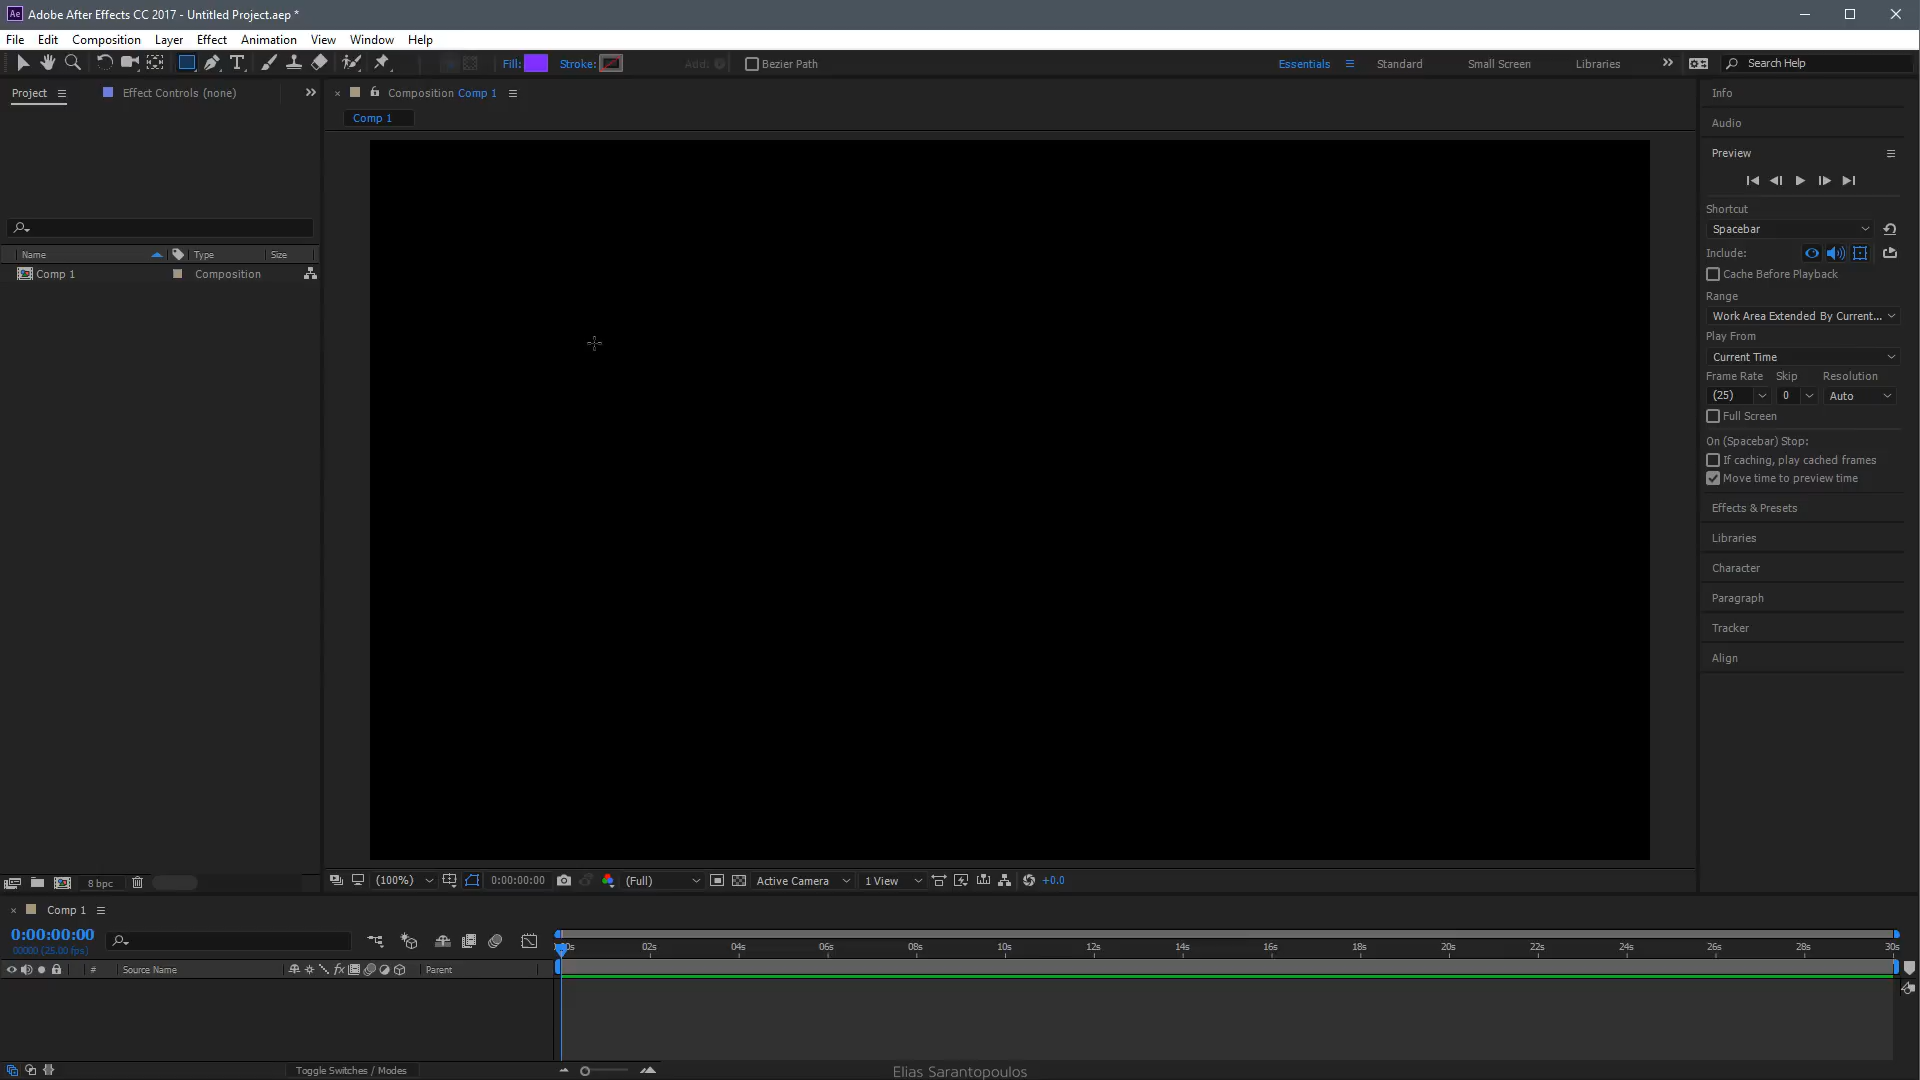 Ae Adobe After Effects CC 2017 - Untitled Project.aep *
File Edit Composition Layer Effect Animation View Window Help
T Fill: Stroke: Add: Bezier Path Essentials Standard Small Screen Libraries Search Help
Project Effect Controls (none) Composition Comp 1
Comp 1
Name Type Size
Comp 1 Composition
Info
Audio
Preview
Shortcut
Spacebar
Include:
Cache Before Playback
Range
Work Area Extended By Current...
Play From
Current Time
Frame Rate Skip Resolution
(25) 0 Auto
Full Screen
On (Spacebar) Stop:
If caching, play cached frames
Move time to preview time
Effects & Presets
Libraries
Character
Paragraph
Tracker
Align
8 bpc (100%) 0:00:00:00 (Full) Active Camera 1 View +0.0
Comp 1
0:00:00:00
00000 (25.00 fps)
:00s 02s 04s 06s 08s 10s 12s 14s 16s 18s 20s 22s 24s 26s 28s 30s
# Source Name fx Parent
Toggle Switches / Modes
Elias Sarantopoulos